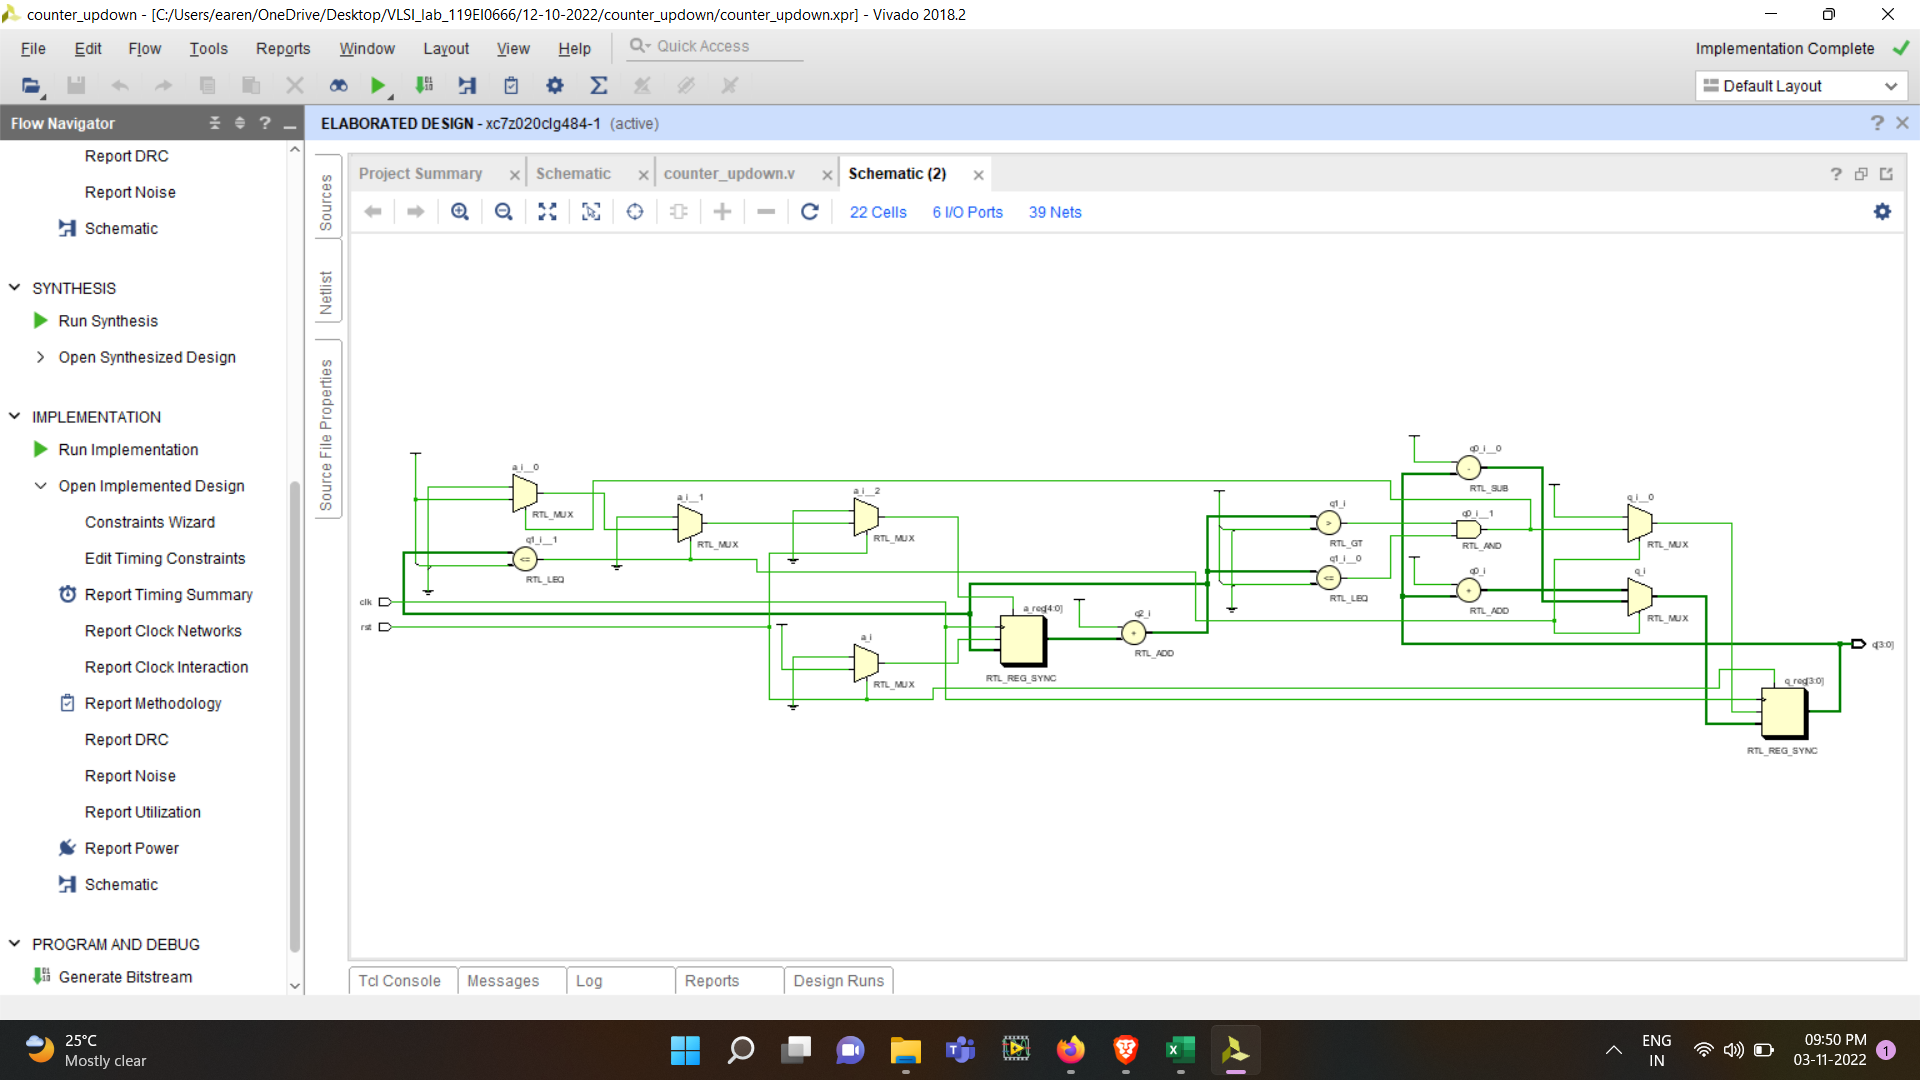 counter_updown - [C:/Users/earen/OneDrive/Desktop/VLSI_lab_119EI0666/12-10-2022/counter_updown/counter_updown.xpr] - Vivado 2018.2
File Edit Flow Tools Reports Window Layout View Help Quick Access
Implementation Complete
Default Layout
Flow Navigator
ELABORATED DESIGN - xc7z020clg484-1 (active)
Report DRC
Report Noise
Schematic
SYNTHESIS
Run Synthesis
Open Synthesized Design
IMPLEMENTATION
Run Implementation
Open Implemented Design
Constraints Wizard
Edit Timing Constraints
Report Timing Summary
Report Clock Networks
Report Clock Interaction
Report Methodology
Report DRC
Report Noise
Report Utilization
Report Power
Schematic
PROGRAM AND DEBUG
Generate Bitstream
Sources
Netlist
Source File Properties
Project Summary
Schematic
counter_updown.v
Schematic (2)
22 Cells 6 I/O Ports 39 Nets
a_i__0
RTL_MUX
q1_i__1
RTL_LEQ
clk
rst
a_i__1
RTL_MUX
a_i__2
RTL_MUX
a_i
RTL_MUX
a_reg[4:0]
RTL_REG_SYNC
q2_i
RTL_ADD
q1_i
RTL_GT
q1_i__0
RTL_LEQ
q0_i__0
RTL_SUB
q0_i__1
RTL_AND
q0_i
RTL_ADD
q_i__0
RTL_MUX
q_i
RTL_MUX
q[3:0]
q_reg[3:0]
RTL_REG_SYNC
Tcl Console Messages Log Reports Design Runs
25°C
Mostly clear
ENG
IN
09:50 PM
03-11-2022
1